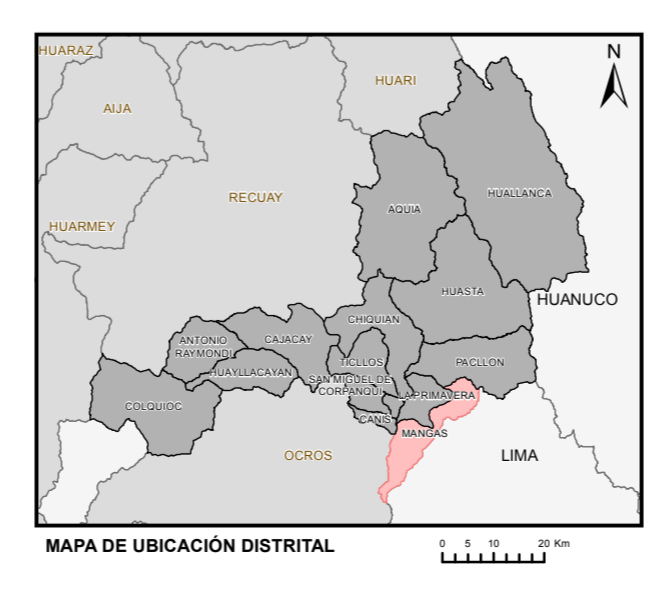 HUARAZ
N
HUARI
AIJA
HUALLANCA
RECUAY
AQUIA
HUARMEY
HUASTA
HUANUCO
CHIQUIAN
ANTONIO
RAYMONDI
CAJACAY
TICLLOS
PACLLON
HUAYLLACAYAN
SAN MIGUEL DE
CORPANQUI
LA PRIMAVERA
COLQUIOC
CANIS
MANGAS
OCROS
LIMA
MAPA DE UBICACIÓN DISTRITAL
0 5 10 20 Km